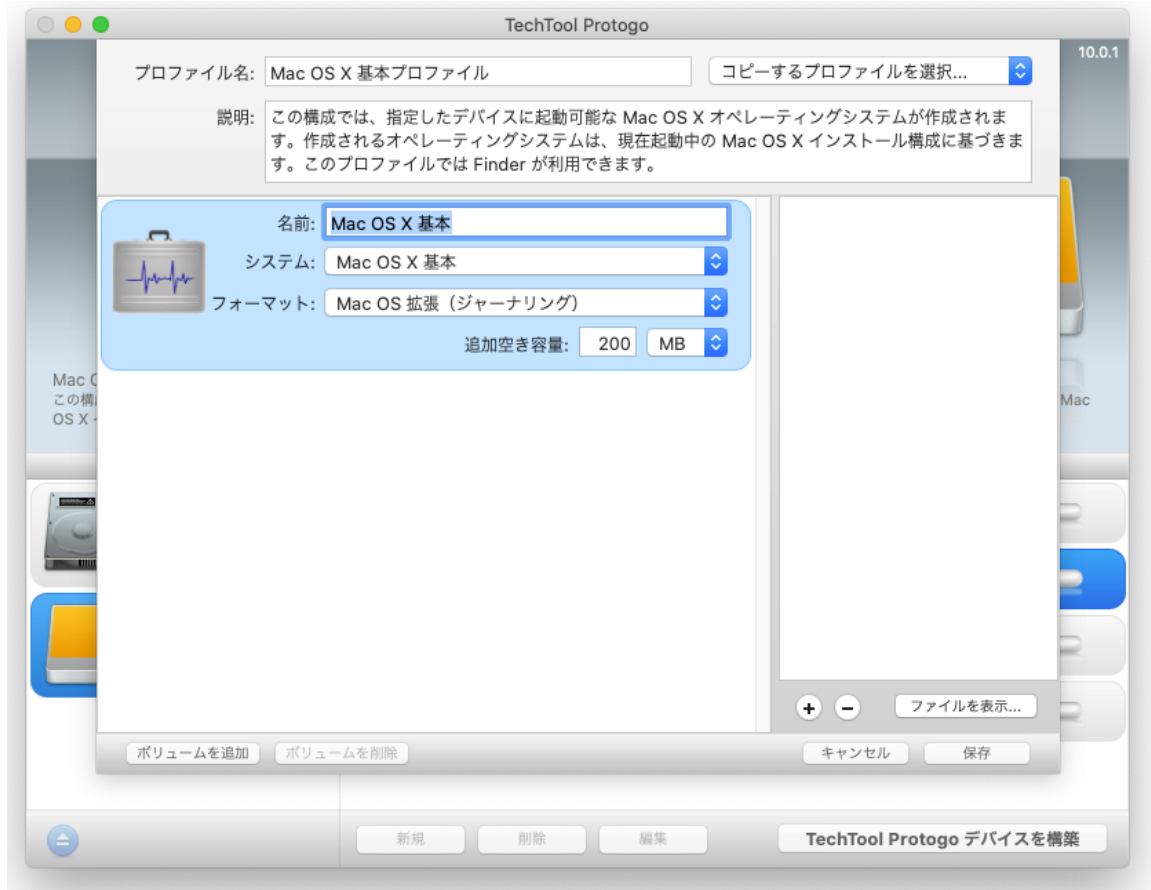 TechTool Protogo
10.0.1
プロファイル名: Mac OS X 基本プロファイル コピーするプロファイルを選択...
説明: この構成では、指定したデバイスに起動可能な Mac OS X オペレーティングシステムが作成されま
す。作成されるオペレーティングシステムは、現在起動中の Mac OS X インストール構成に基づきま
す。このプロファイルでは Finder が利用できます。
名前: Mac OS X 基本
システム: Mac OS X 基本
フォーマット: Mac OS 拡張（ジャーナリング）
追加空き容量: 200 MB
Mac
この構
OS X
Mac
ファイルを表示...
ボリュームを追加 ボリュームを削除 キャンセル 保存
新規 削除 編集 TechTool Protogo デバイスを構築